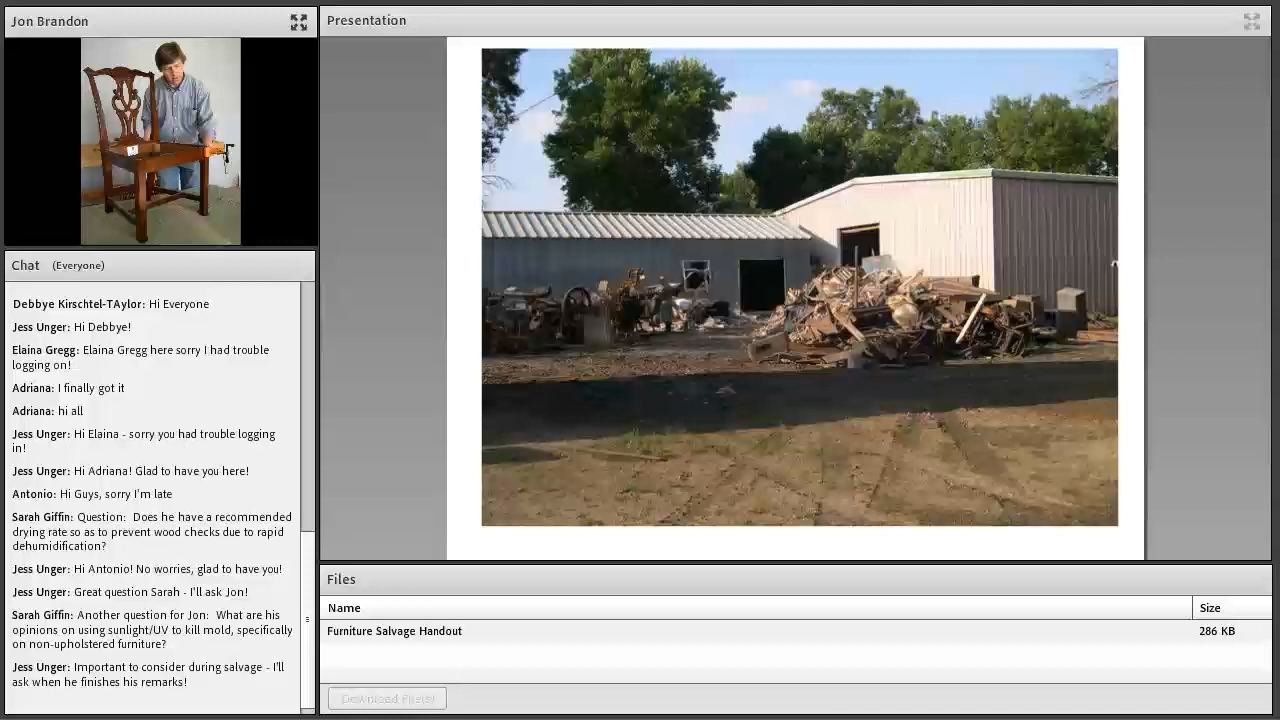 Jon Brandon
Presentation
Chat (Everyone)
Debbye Kirschtel-TAylor: Hi Everyone
Jess Unger: Hi Debbye!
Elaina Gregg: Elaina Gregg here sorry I had trouble
logging on!
Adriana: I finally got it
Adriana: hi all
Jess Unger: Hi Elaina - sorry you had trouble logging
in!
Jess Unger: Hi Adriana! Glad to have you here!
Antonio: Hi Guys, sorry I'm late
Sarah Giffin: Question: Does he have a recommended
drying rate so as to prevent wood checks due to rapid
dehumidification?
Jess Unger: Hi Antonio! No worries, glad to have you!
Jess Unger: Great question Sarah - I'll ask Jon!
Sarah Giffin: Another question for Jon: What are his
opinions on using sunlight/UV to kill mold, specifically
on non-upholstered furniture?
Jess Unger: Important to consider during salvage - I'll
ask when he finishes his remarks!
Files
Name Size
Furniture Salvage Handout 286 KB
Download File(s)